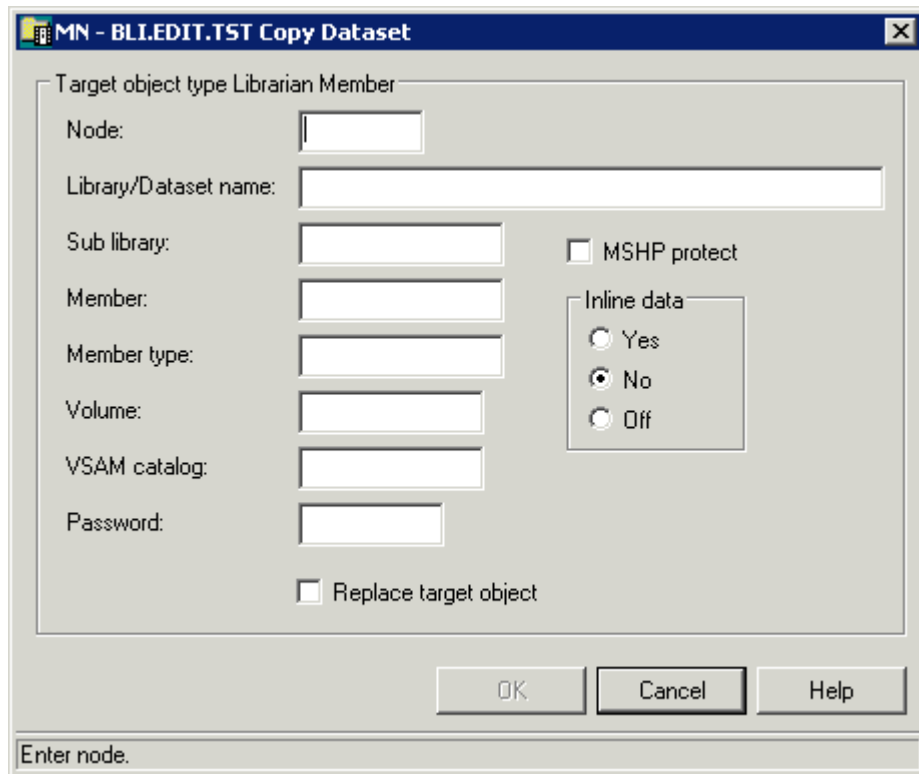 MN - BLI.EDIT.TST Copy Dataset
Target object type Librarian Member
Node:
Library/Dataset name:
Sub library:
MSHP protect
Member:
Inline data
Yes
Member type:
No
Volume:
Off
VSAM catalog:
Password:
Replace target object
OK Cancel Help
Enter node.